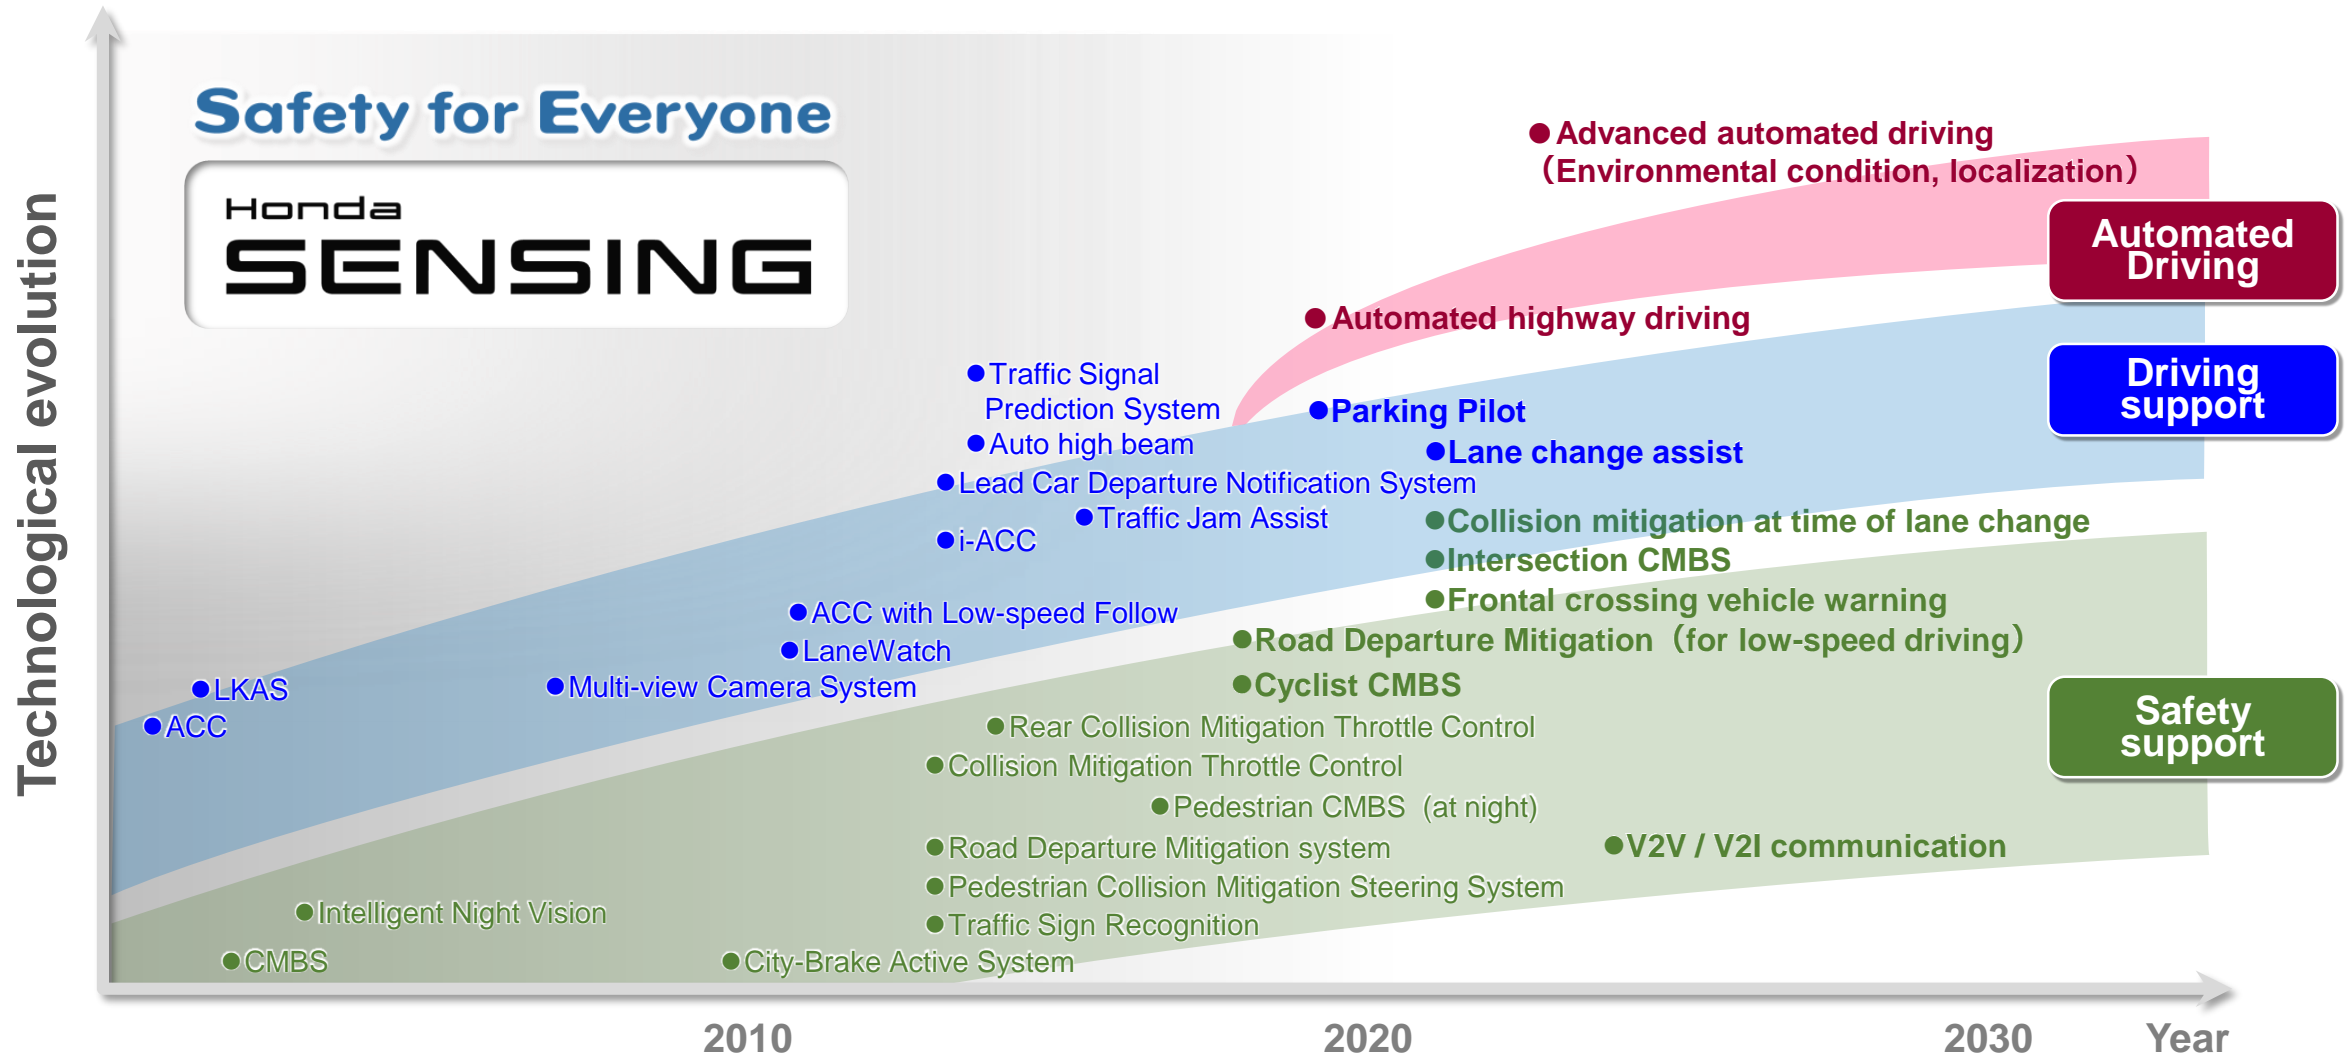 Safety for Everyone
Honda
SENSING
Technological evolution
●Advanced automated driving
（Environmental condition, localization）
Automated
Driving
●Automated highway driving
Driving
support
●Traffic Signal
Prediction System
●Auto high beam
●Parking Pilot
●Lane change assist
●Lead Car Departure Notification System
●Traffic Jam Assist
●i-ACC
●Collision mitigation at time of lane change
●Intersection CMBS
●Frontal crossing vehicle warning
●ACC with Low-speed Follow
●LaneWatch
●Road Departure Mitigation（for low-speed driving）
●LKAS
●Multi-view Camera System
●Cyclist CMBS
●ACC
●Rear Collision Mitigation Throttle Control
Safety
support
●Collision Mitigation Throttle Control
●Pedestrian CMBS (at night)
●Road Departure Mitigation system
●V2V / V2I communication
●Pedestrian Collision Mitigation Steering System
●Intelligent Night Vision
●Traffic Sign Recognition
●CMBS
●City-Brake Active System
2010
2020
2030
Year